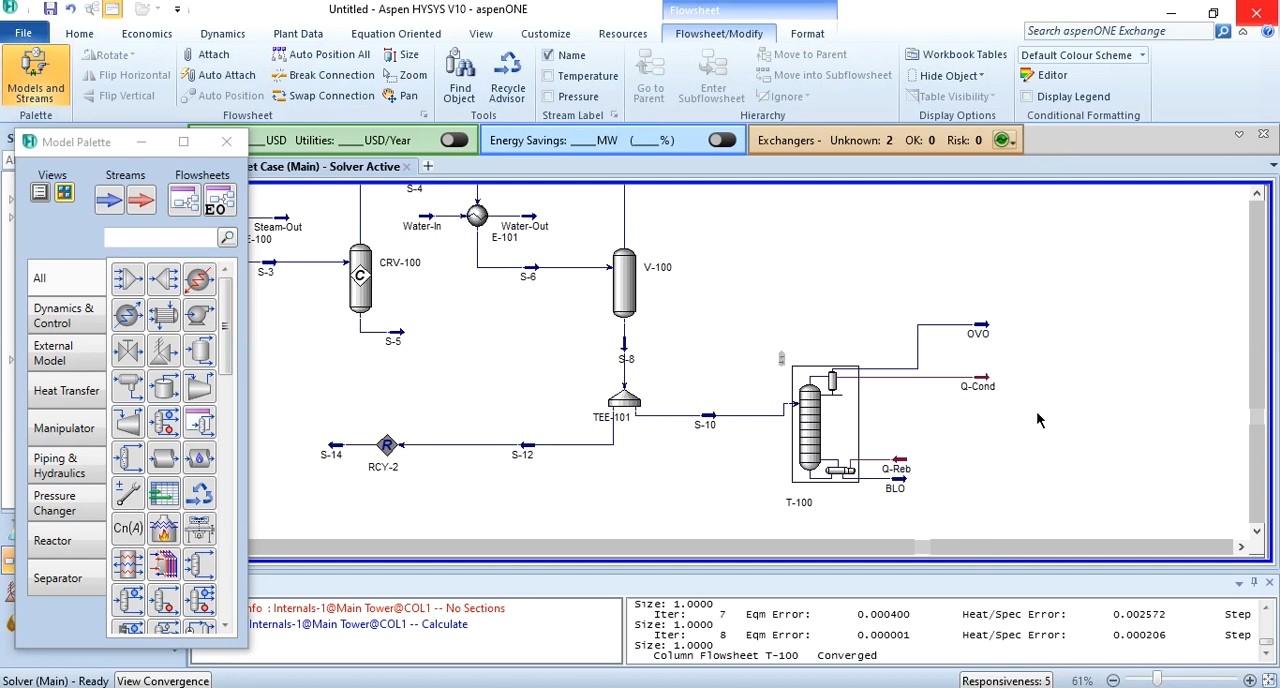 Untitled - Aspen HYSYS V10 - aspenONE
Flowsheet
File
Home
Economics
Dynamics
Plant Data
Equation Oriented
View
Customize
Resources
Flowsheet/Modify
Format
Search aspenONE Exchange
Models and Streams
Palette
Rotate
Flip Horizontal
Flip Vertical
Attach
Auto Attach
Auto Position
Auto Position All
Break Connection
Swap Connection
Size
Zoom
Pan
Flowsheet
Find Object
Recycle Advisor
Tools
Name
Temperature
Pressure
Stream Label
Go to Parent
Enter Subflowsheet
Move to Parent
Move into Subflowsheet
Ignore
Hierarchy
Workbook Tables
Hide Object
Table Visibility
Display Options
Default Colour Scheme
Editor
Display Legend
Conditional Formatting
USD Utilities: ____USD/Year
Energy Savings: ____MW (____%)
Exchangers - Unknown: 2 OK: 0 Risk: 0
Model Palette
et Case (Main) - Solver Active
Views
Streams
Flowsheets
EO
All
Dynamics & Control
External Model
Heat Transfer
Manipulator
Piping & Hydraulics
Pressure Changer
Reactor
Separator
Cn(A)
S-4
Steam-Out
E-100
Water-In
Water-Out
E-101
S-3
CRV-100
C
S-5
S-6
V-100
S-8
TEE-101
S-10
S-12
S-14
R
RCY-2
OVO
Q-Cond
Q-Reb
BLO
T-100
nfo : Internals-1@Main Tower@COL1 -- No Sections
Internals-1@Main Tower@COL1 -- Calculate
Size: 1.0000
Iter: 7 Eqm Error: 0.000400 Heat/Spec Error: 0.002572 Step
Size: 1.0000
Iter: 8 Eqm Error: 0.000001 Heat/Spec Error: 0.000206 Step
Size: 1.0000
Column Flowsheet T-100 Converged
Solver (Main) - Ready
View Convergence
Responsiveness: 5
61%